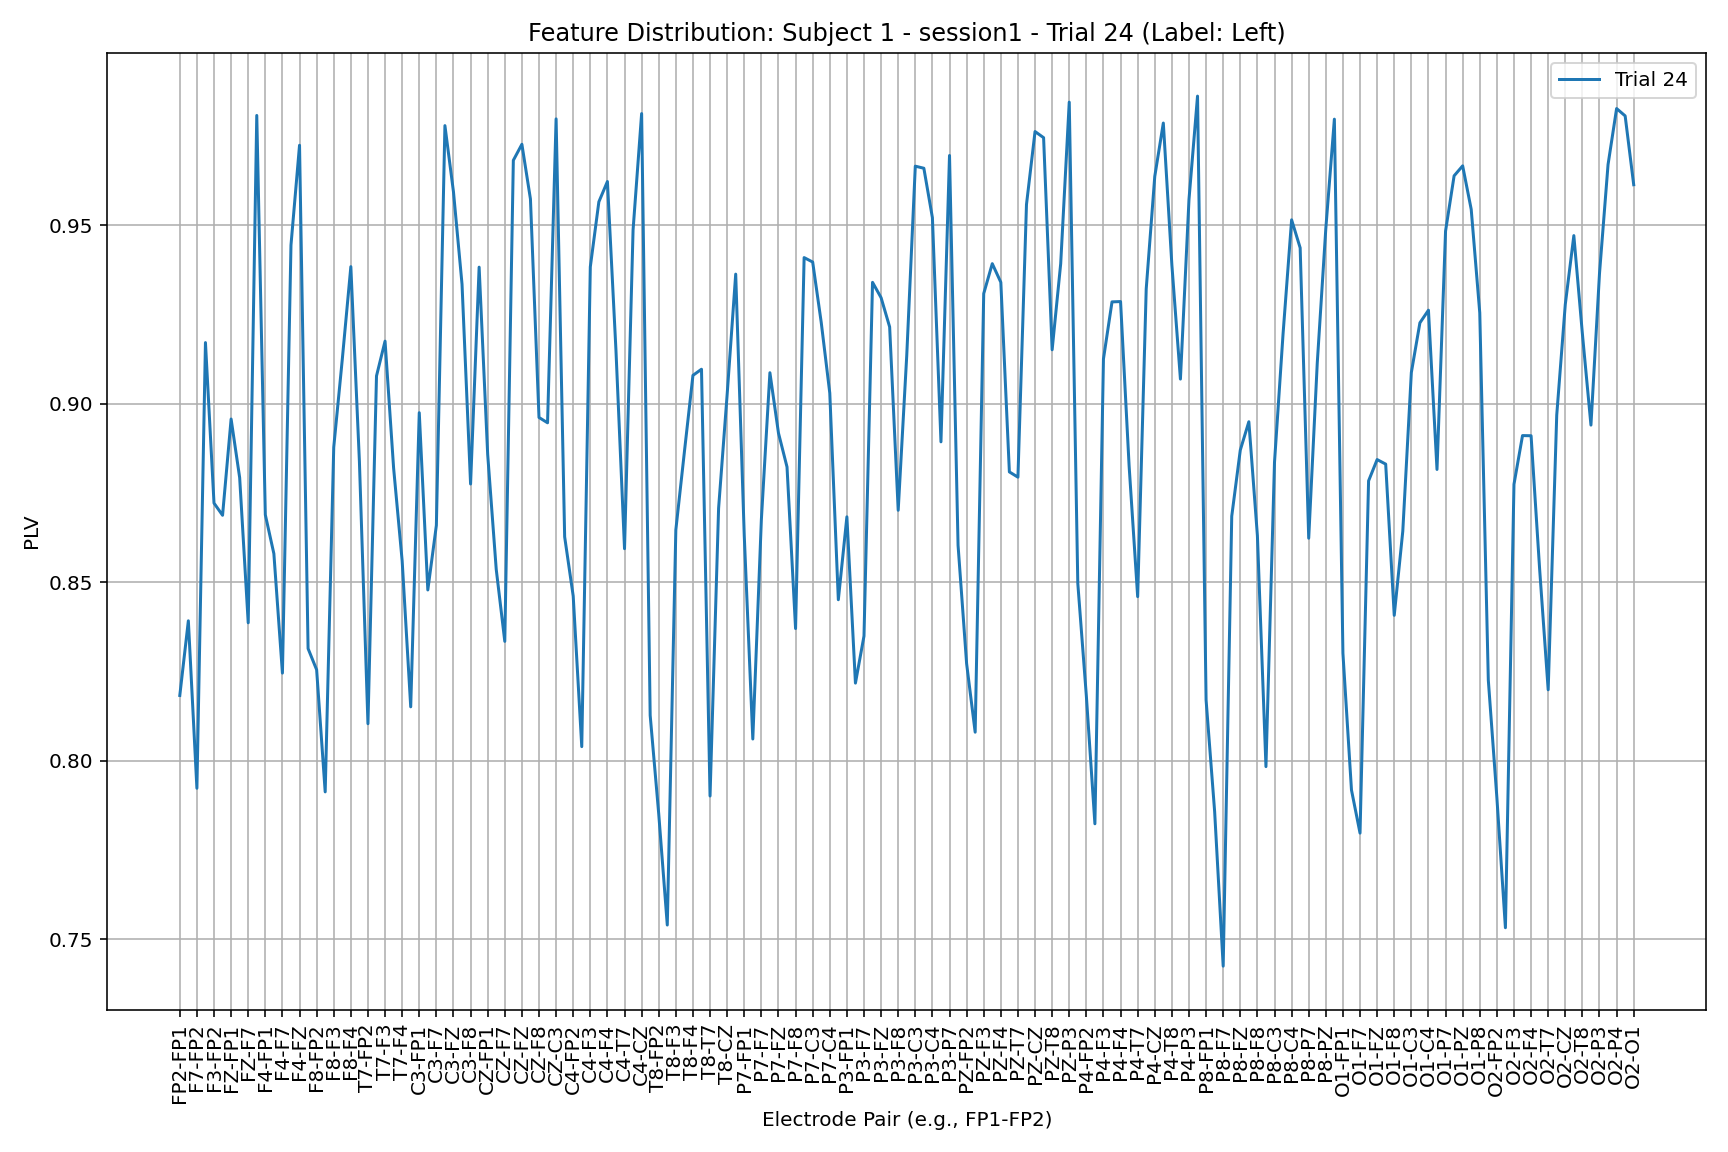 Feature Distribution: Subject 1 - session1 - Trial 24 (Label: Left)
Trial 24
PLV
0.95
0.90
0.85
0.80
0.75
FP2-FP1
F7-FP2
F3-FP2
FZ-FP1
FZ-F7
F4-FP1
F4-F7
F4-FZ
F8-FP2
F8-F3
F8-F4
T7-FP2
T7-F3
T7-F4
C3-FP1
C3-F7
C3-FZ
C3-F8
CZ-FP1
CZ-F7
CZ-FZ
CZ-F8
CZ-C3
C4-FP2
C4-F3
C4-F4
C4-T7
C4-CZ
T8-FP2
T8-F3
T8-F4
T8-T7
T8-CZ
P7-FP1
P7-F7
P7-FZ
P7-F8
P7-C3
P7-C4
P3-FP1
P3-F7
P3-FZ
P3-F8
P3-C3
P3-C4
P3-P7
PZ-FP2
PZ-F3
PZ-F4
PZ-T7
PZ-CZ
PZ-T8
PZ-P3
P4-FP2
P4-F3
P4-F4
P4-T7
P4-CZ
P4-T8
P4-P3
P8-FP1
P8-F7
P8-FZ
P8-F8
P8-C3
P8-C4
P8-P7
P8-PZ
O1-FP1
O1-F7
O1-FZ
O1-F8
O1-C3
O1-C4
O1-P7
O1-PZ
O1-P8
O2-FP2
O2-F3
O2-F4
O2-T7
O2-CZ
O2-T8
O2-P3
O2-P4
O2-O1
Electrode Pair (e.g., FP1-FP2)